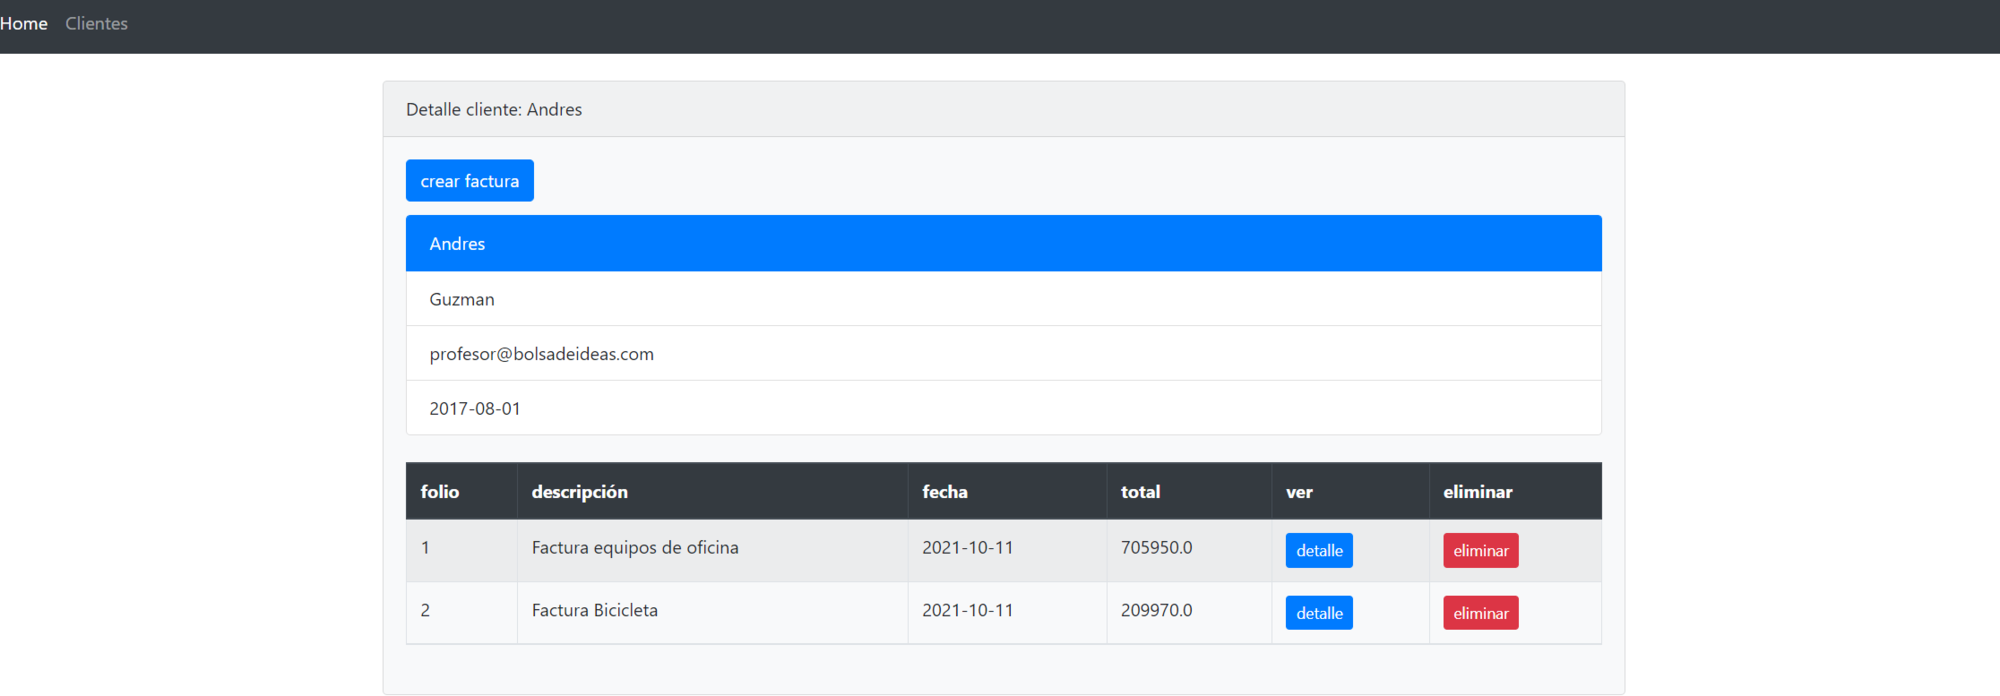 Home Clientes
Detalle cliente: Andres
crear factura
Andres
Guzman
profesor@bolsadeideas.com
2017-08-01
folio descripción fecha total ver eliminar
1 Factura equipos de oficina 2021-10-11 705950.0 detalle eliminar
2 Factura Bicicleta 2021-10-11 209970.0 detalle eliminar